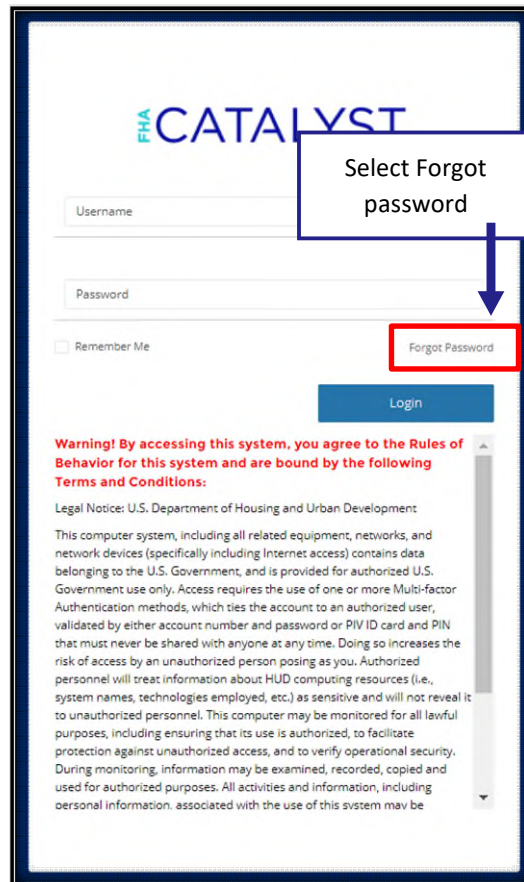 FHA
CATALYST
Select Forgot
password
Username
Password
Remember Me
Forgot Password
Login
Warning! By accessing this system, you agree to the Rules of
Behavior for this system and are bound by the following
Terms and Conditions:
Legal Notice: U.S. Department of Housing and Urban Development
This computer system, including all related equipment, networks, and
network devices (specifically including Internet access) contains data
belonging to the U.S. Government, and is provided for authorized U.S.
Government use only. Access requires the use of one or more Multi-factor
Authentication methods, which ties the account to an authorized user,
validated by either account number and password or PIV ID card and PIN
that must never be shared with anyone at any time. Doing so increases the
risk of access by an unauthorized person posing as you. Authorized
personnel will treat information about HUD computing resources (i.e.,
system names, technologies employed, etc.) as sensitive and will not reveal it
to unauthorized personnel. This computer may be monitored for all lawful
purposes, including ensuring that its use is authorized, to facilitate
protection against unauthorized access, and to verify operational security.
During monitoring, information may be examined, recorded, copied and
used for authorized purposes. All activities and information, including
personal information, associated with the use of this system may be